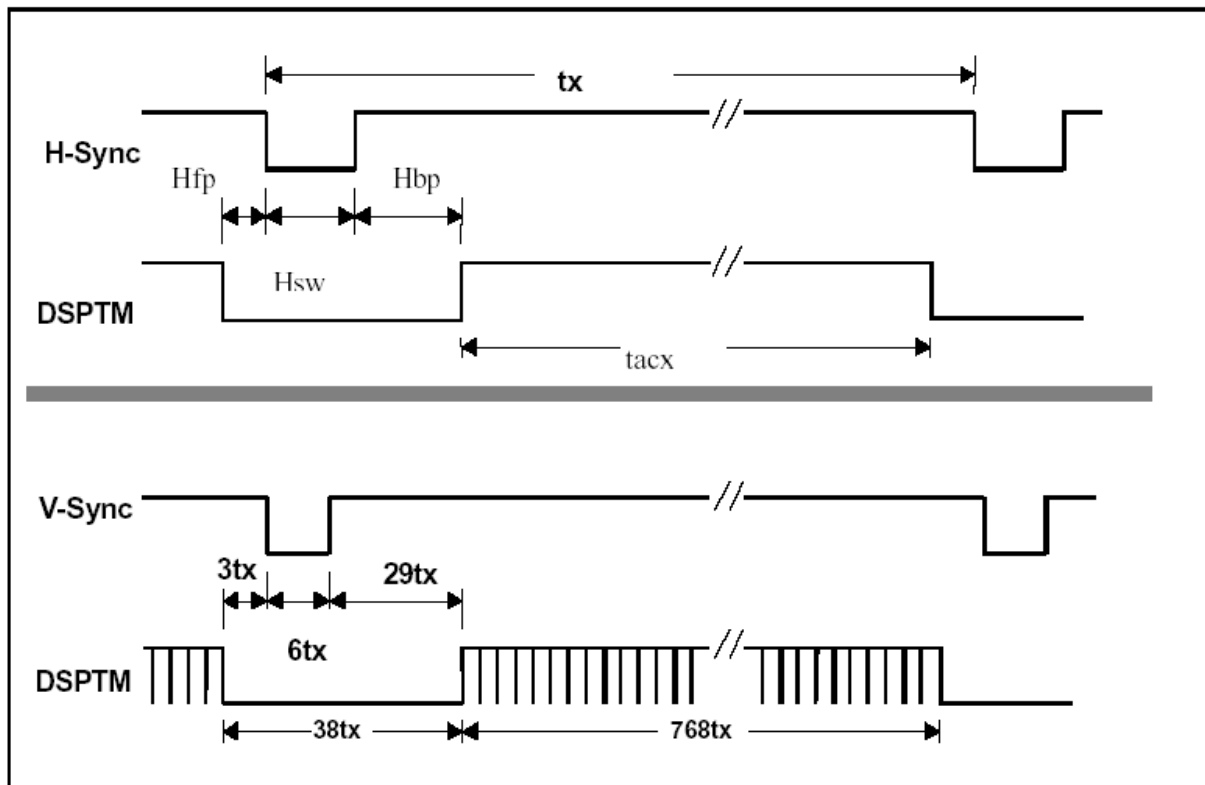 tx
H-Sync
Hfp
Hbp
Hsw
DSPTM
tacx
V-Sync
3tx
29tx
6tx
DSPTM
38tx
768tx